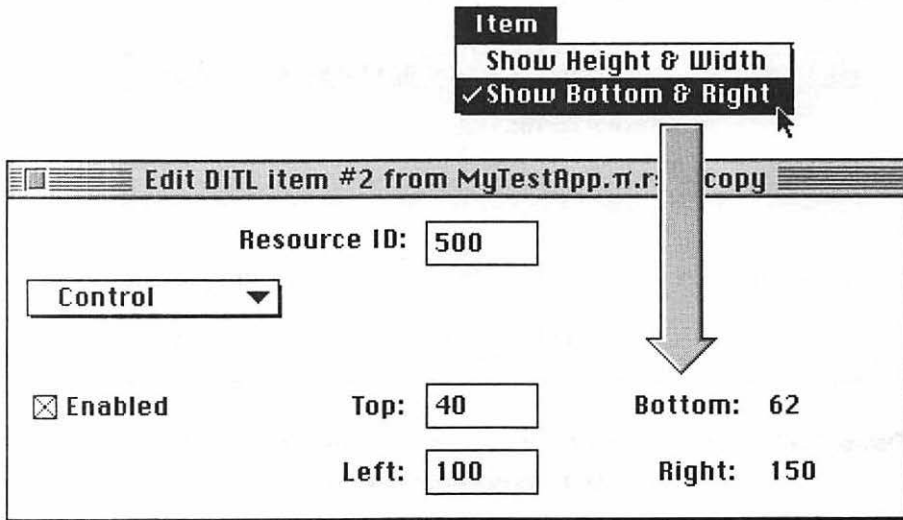 Item
Show Height & Width
✓Show Bottom & Right
Edit DITL item #2 from MyTestApp.π.r copy
Resource ID: 500
Control
Enabled Top: 40 Bottom: 62
Left: 100 Right: 150